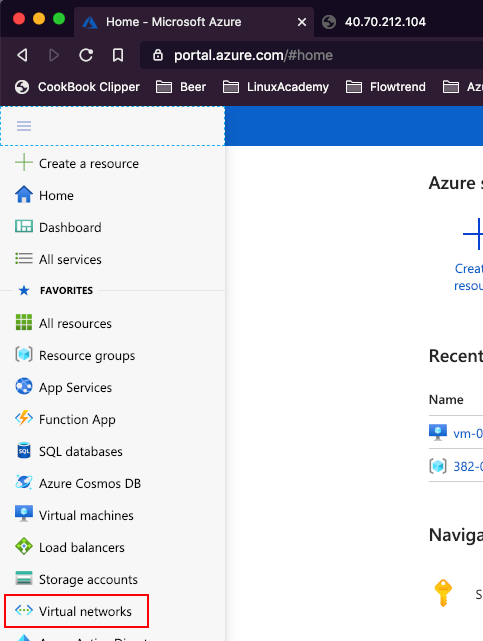 Home - Microsoft Azure
40.70.212.104
portal.azure.com/#home
CookBook Clipper
Beer
LinuxAcademy
Flowtrend
Create a resource
Home
Dashboard
All services
FAVORITES
All resources
Resource groups
App Services
Function App
SQL databases
Azure Cosmos DB
Virtual machines
Load balancers
Storage accounts
Virtual networks
Azure s
Creat
resou
Recent
Name
vm-0
382-0
Naviga
S